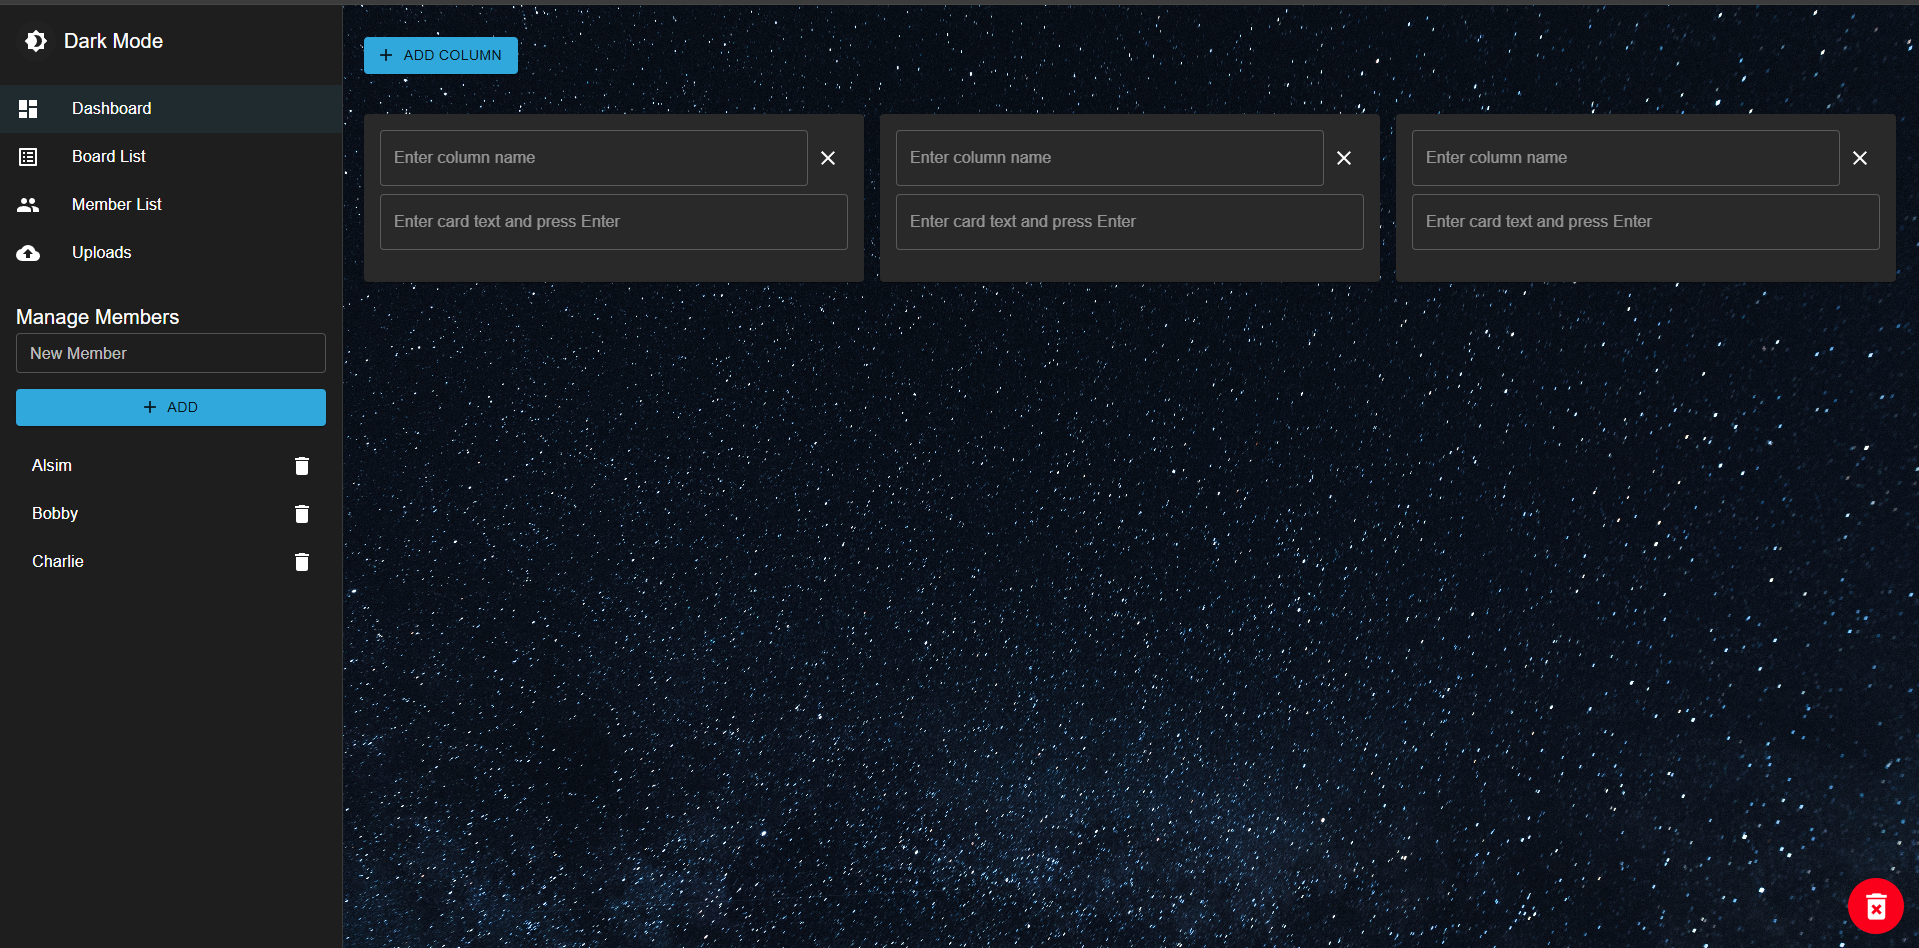 Dark Mode
Dashboard
Board List
Member List
Uploads
Manage Members
New Member
ADD
Alsim
Bobby
Charlie
ADD COLUMN
Enter column name
Enter card text and press Enter
Enter column name
Enter card text and press Enter
Enter column name
Enter card text and press Enter